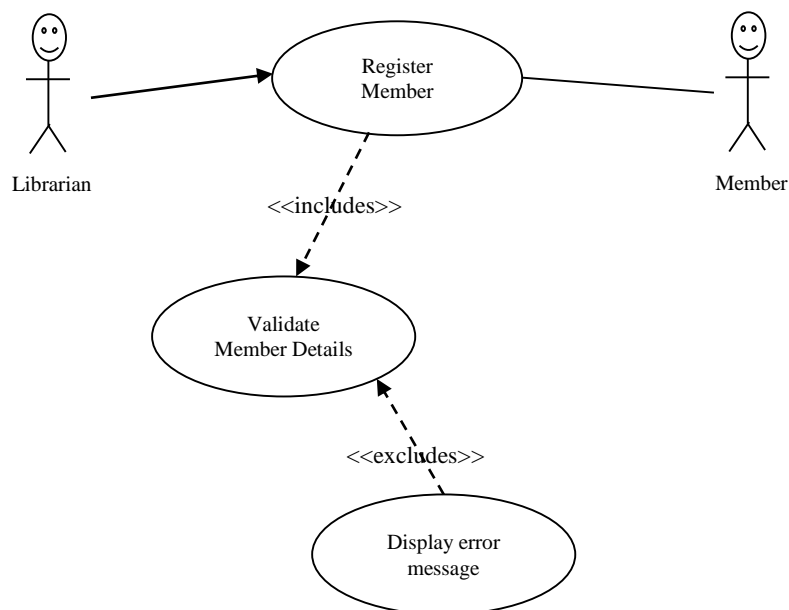 Register
Member
Librarian
Member
<<includes>>
Validate
Member Details
<<excludes>>
Display error
message